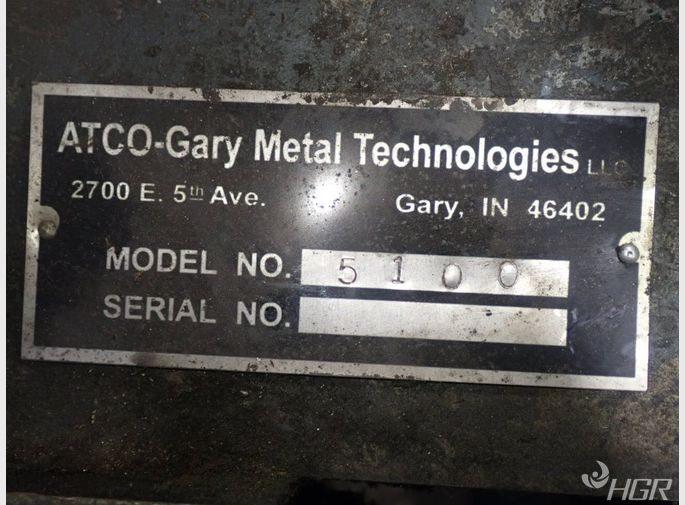 ATCO-Gary Metal Technologies LLC
2700 E. 5th Ave. Gary, IN 46402
MODEL NO. 5100
SERIAL NO.
HGR